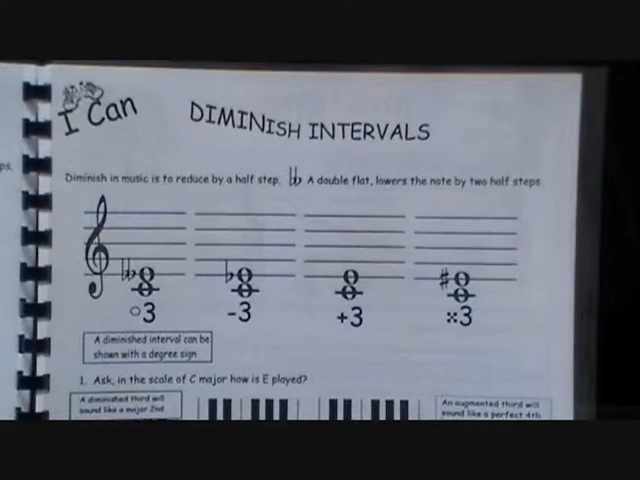 ps.
I Can
DIMINISH INTERVALS
Diminish in music is to reduce by a half step. ♭♭ A double flat, lowers the note by two half steps
○3 -3 +3 𝄪3
A diminished interval can be
shown with a degree sign
1. Ask, in the scale of C major how is E played?
A diminished third will
sound like a major 2nd.
An augmented third will
sound like a perfect 4th.